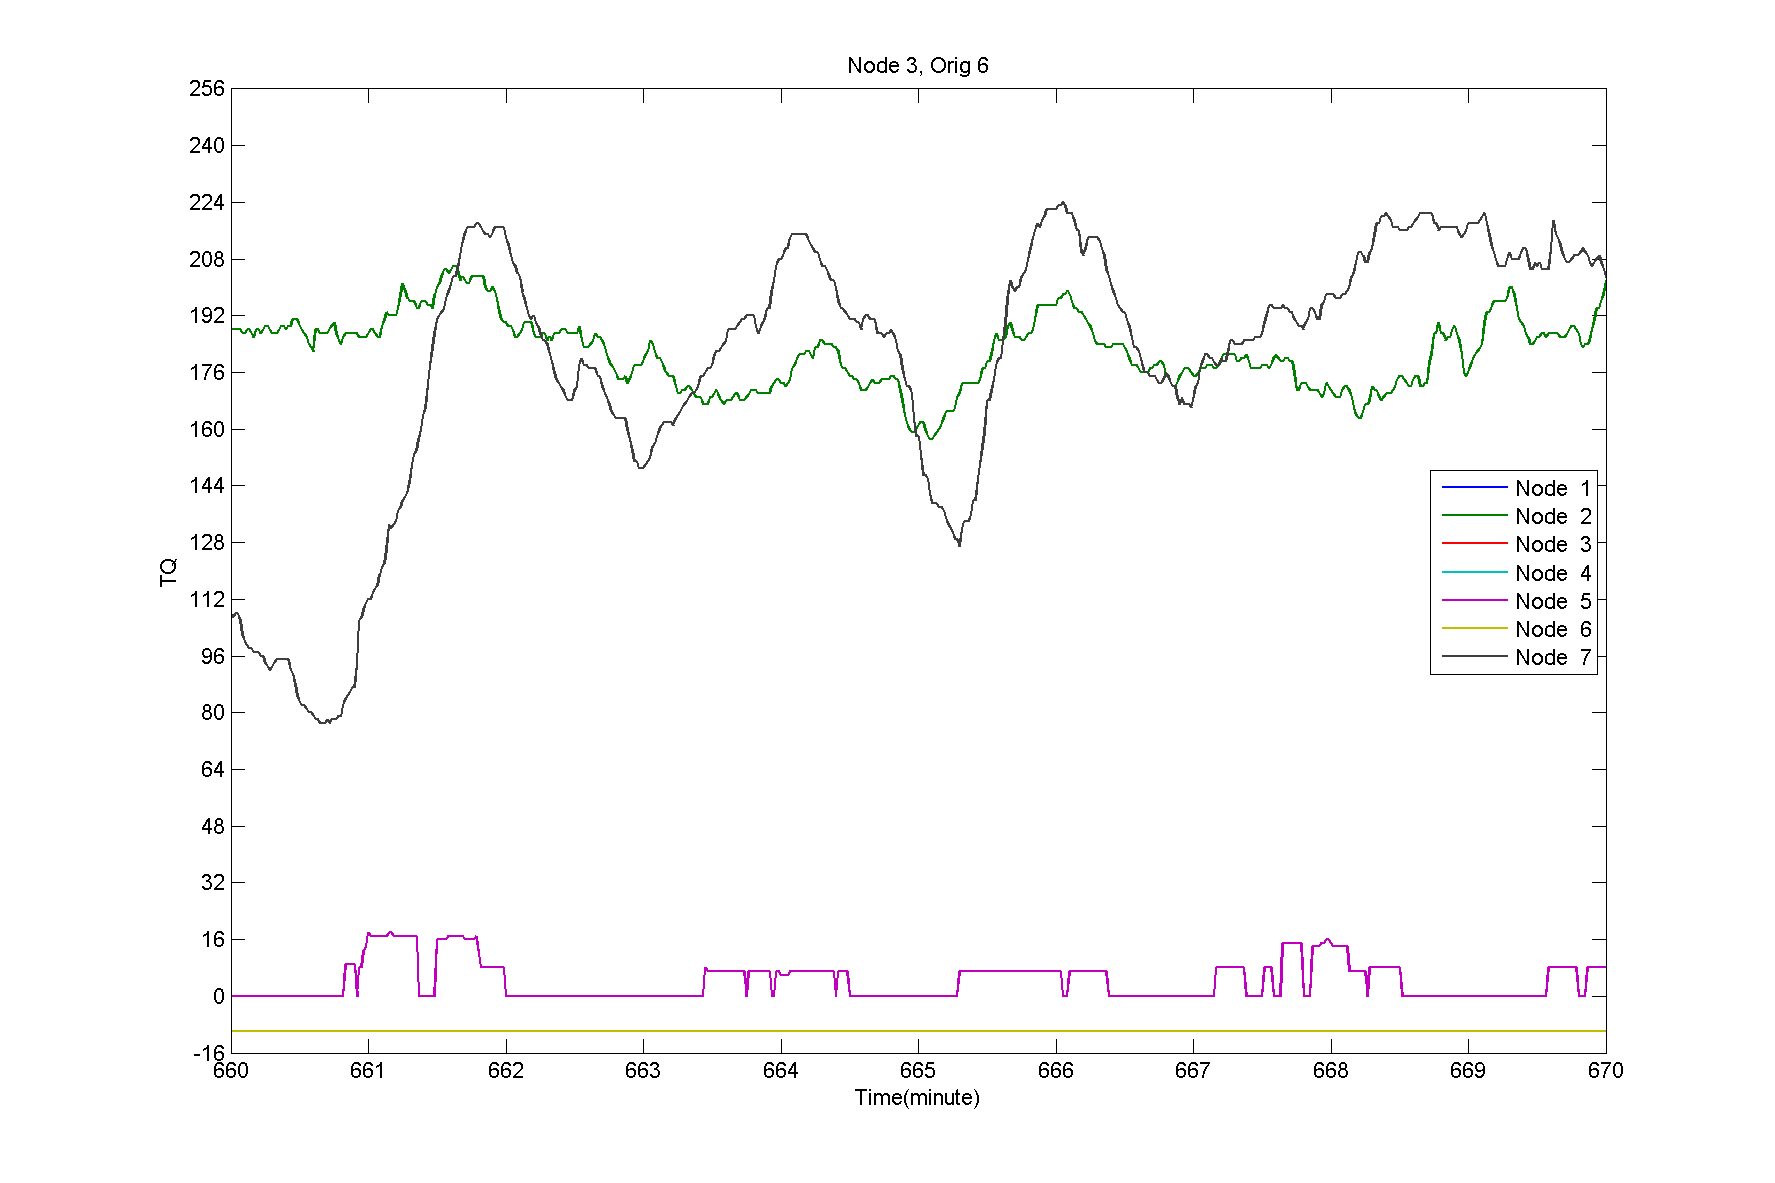 Node 3, Orig 6
256
240
224
208
192
176
160
144
128
112
96
80
64
48
32
16
0
-16
TQ
Node 1
Node 2
Node 3
Node 4
Node 5
Node 6
Node 7
660 661 662 663 664 665 666 667 668 669 670
Time(minute)